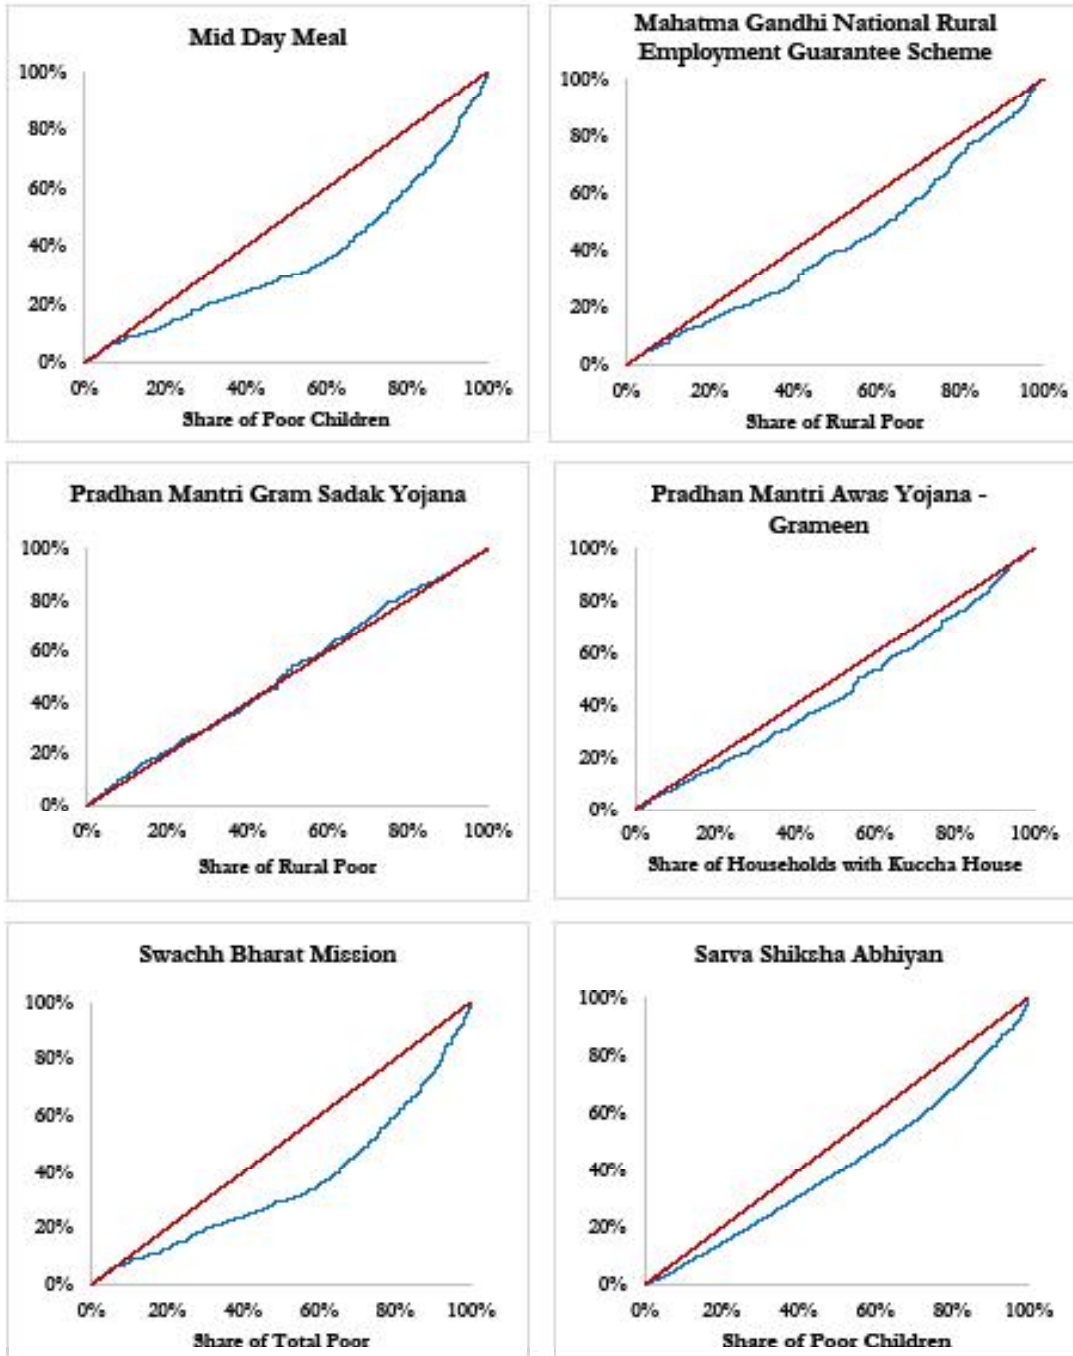 Mid Day Meal
100%
80%
60%
40%
20%
0%
0% 20% 40% 60% 80% 100%
Share of Poor Children
Mahatma Gandhi National Rural
Employment Guarantee Scheme
100%
80%
60%
40%
20%
0%
0% 20% 40% 60% 80% 100%
Share of Rural Poor
Pradhan Mantri Gram Sadak Yojana
100%
80%
60%
40%
20%
0%
0% 20% 40% 60% 80% 100%
Share of Rural Poor
Pradhan Mantri Awas Yojana -
Grameen
100%
80%
60%
40%
20%
0%
0% 20% 40% 60% 80% 100%
Share of Households with Kuccha House
Swachh Bharat Mission
100%
80%
60%
40%
20%
0%
0% 20% 40% 60% 80% 100%
Share of Total Poor
Sarva Shiksha Abhiyan
100%
80%
60%
40%
20%
0%
0% 20% 40% 60% 80% 100%
Share of Poor Children